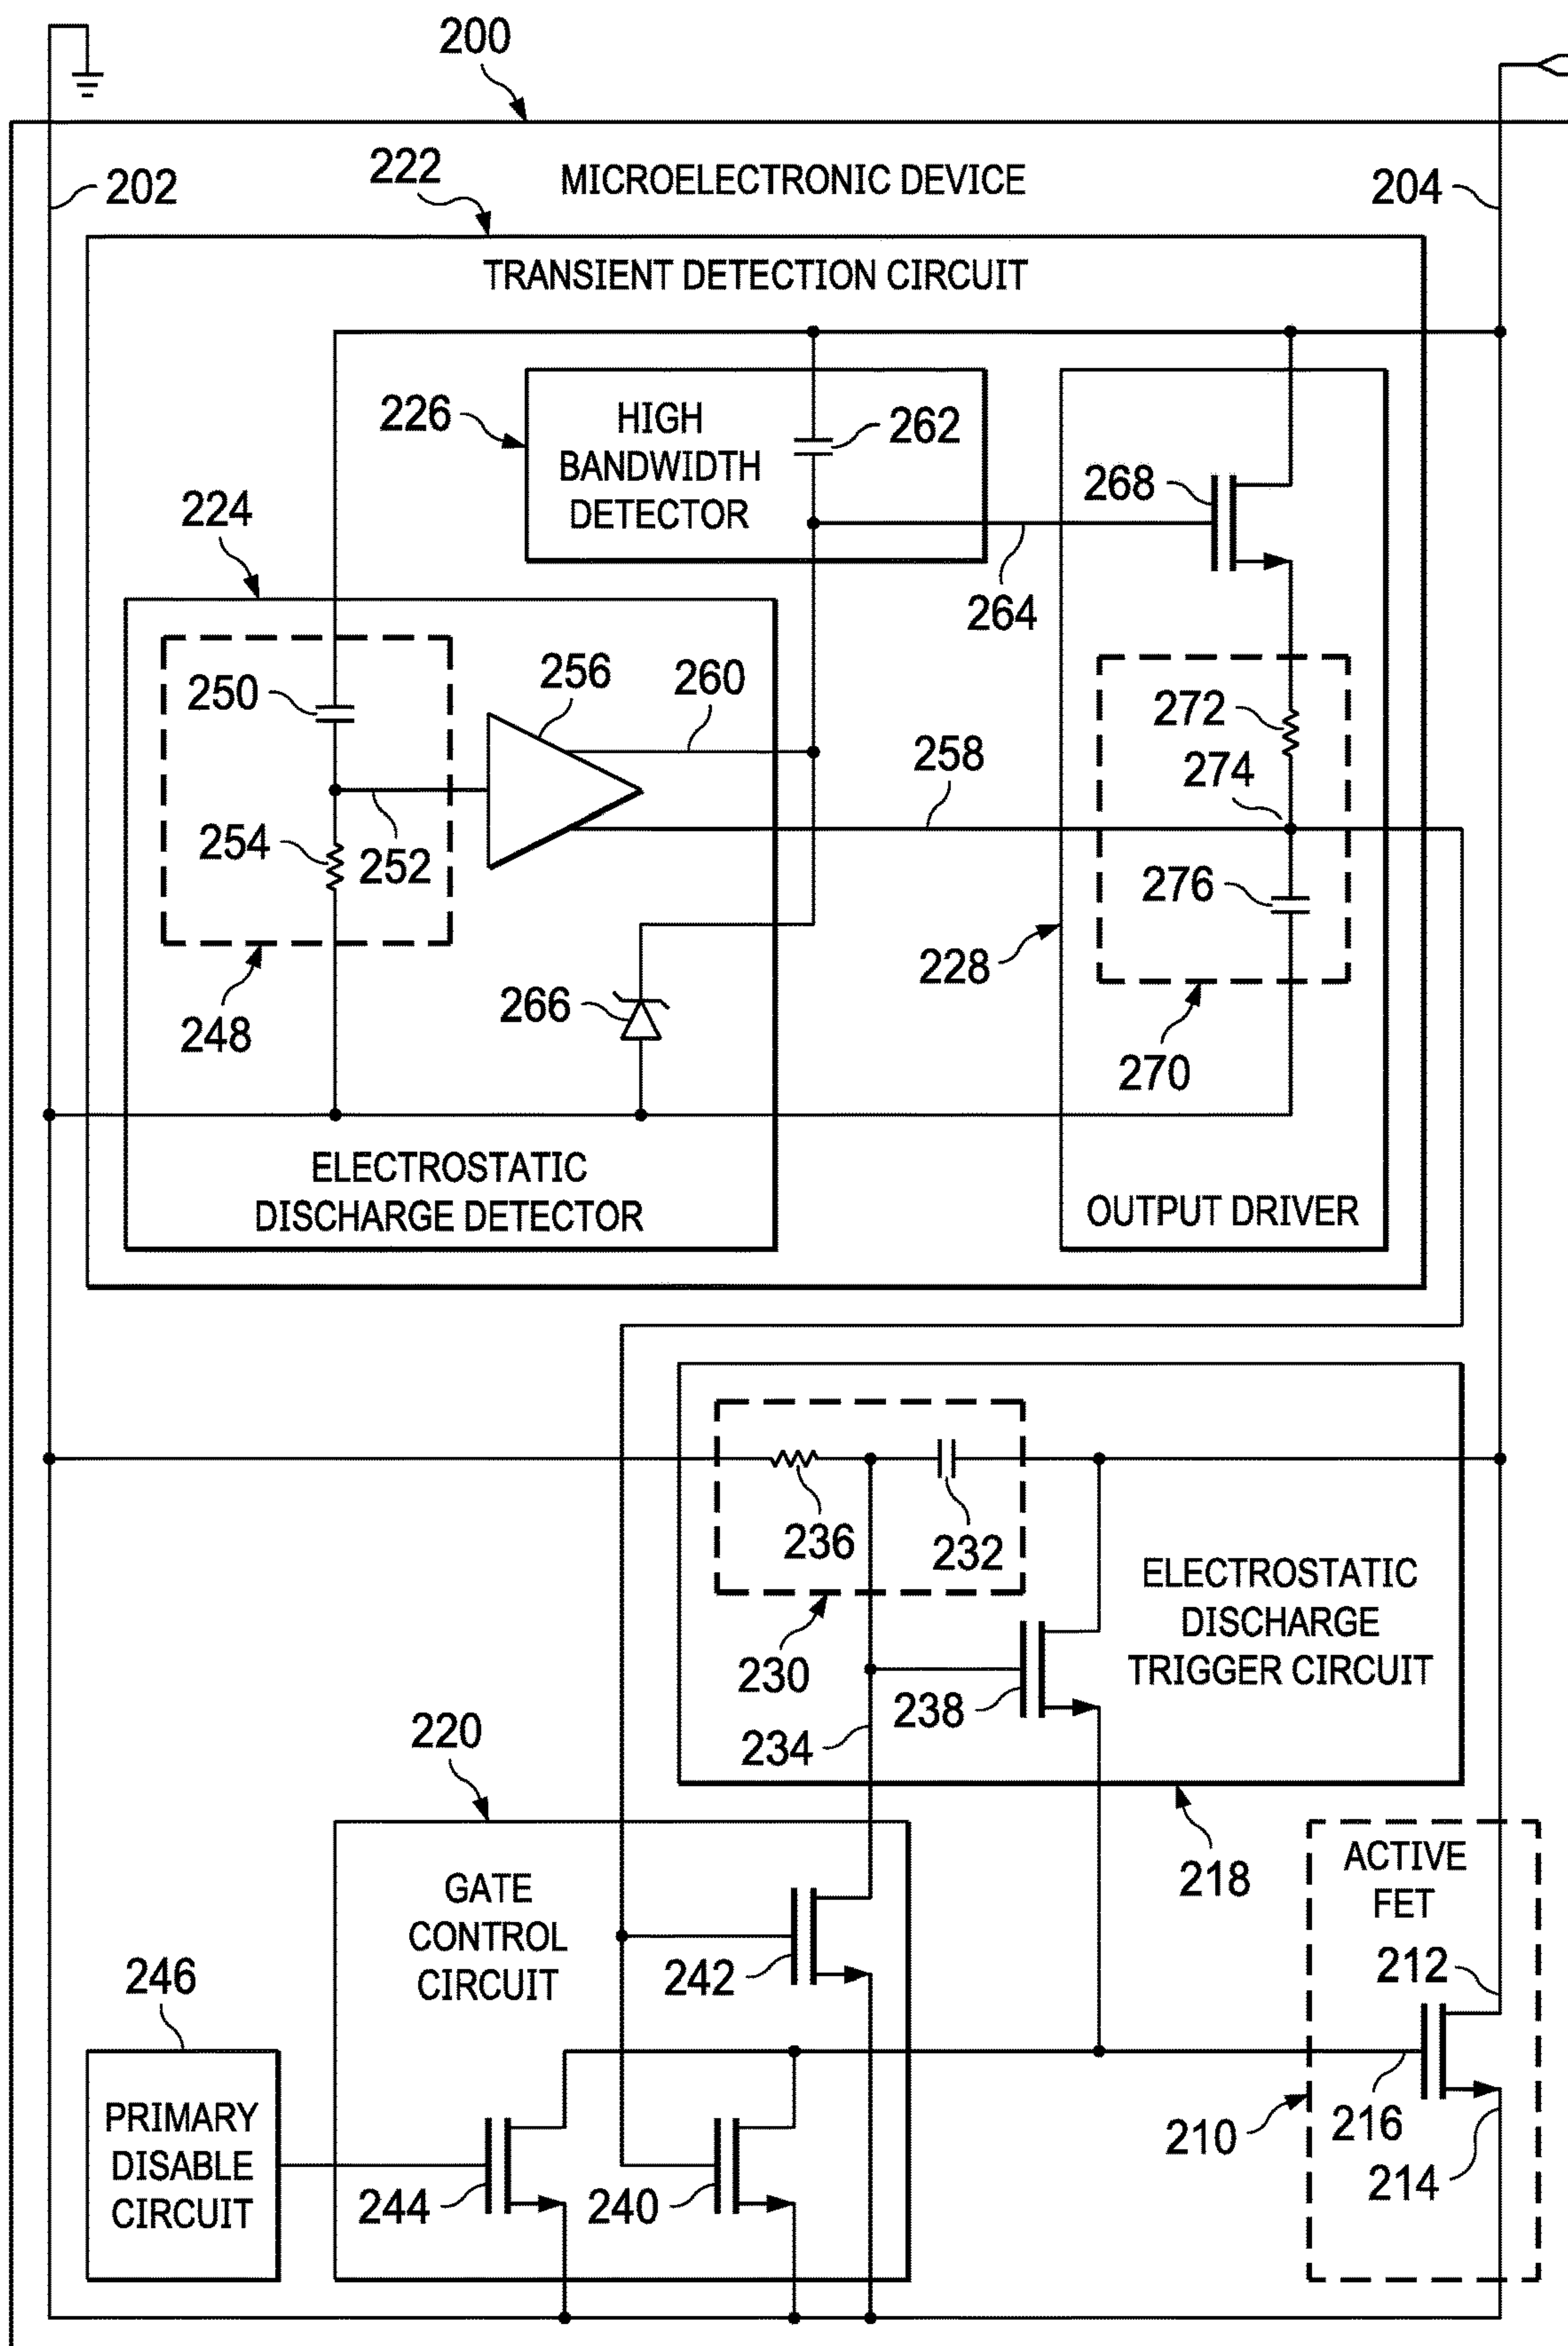 200
202
222
MICROELECTRONIC DEVICE
204
TRANSIENT DETECTION CIRCUIT
226
HIGH
BANDWIDTH
DETECTOR
262
268
224
264
250
256
260
272
258
274
254
252
276
228
266
248
270
ELECTROSTATIC
DISCHARGE DETECTOR
OUTPUT DRIVER
236
232
ELECTROSTATIC
DISCHARGE
TRIGGER CIRCUIT
230
238
234
220
218
ACTIVE
FET
GATE
CONTROL
CIRCUIT
242
212
246
PRIMARY
DISABLE
CIRCUIT
244
240
210
216
214